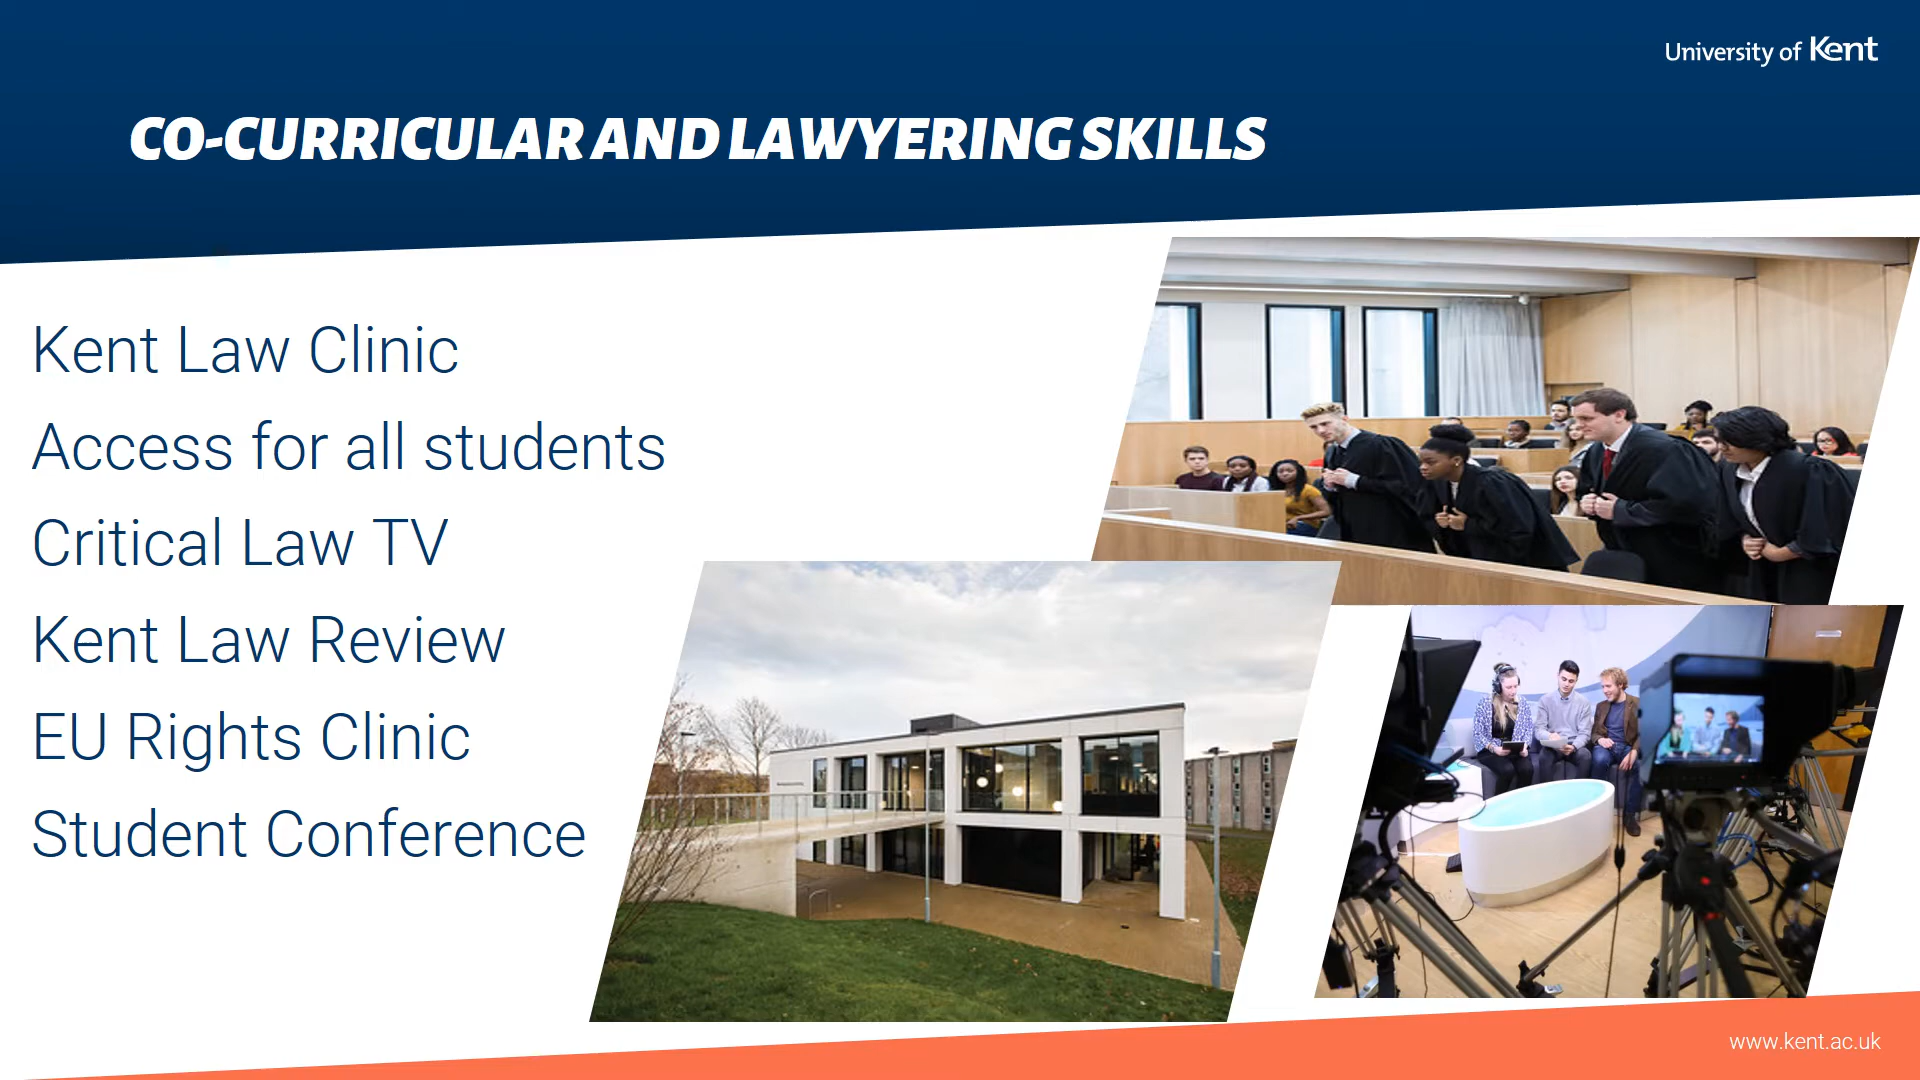 University of Kent
CO-CURRICULAR AND LAWYERING SKILLS
Kent Law Clinic
Access for all students
Critical Law TV
Kent Law Review
EU Rights Clinic
Student Conference
www.kent.ac.uk